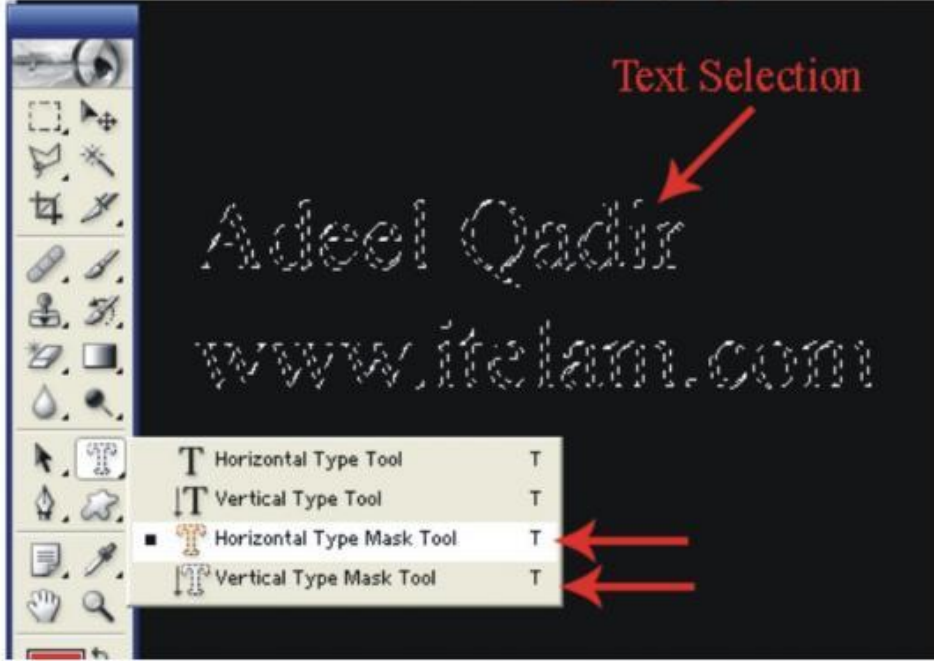 Text Selection
Adeel Qadir
www.itelam.com
Horizontal Type Tool T
Vertical Type Tool T
Horizontal Type Mask Tool T
Vertical Type Mask Tool T